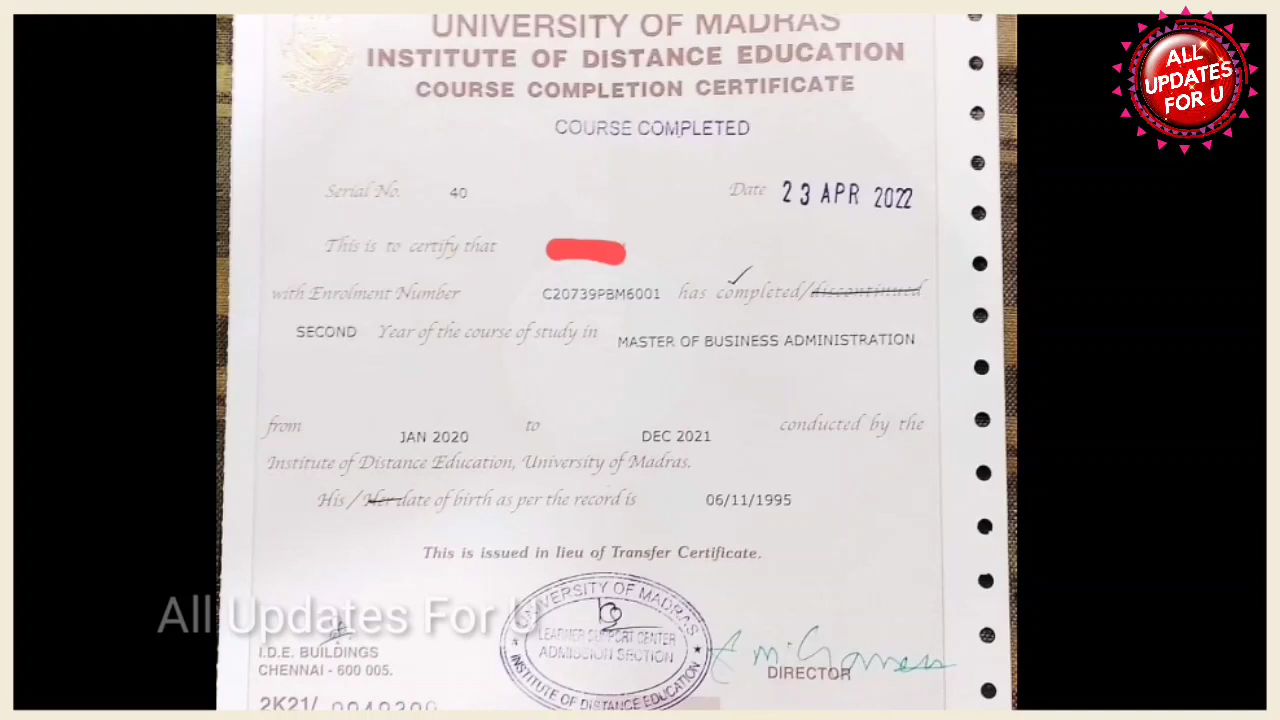 UNIVERSITY OF MADRAS
INSTITUTE OF DISTANCE EDUCATION
COURSE COMPLETION CERTIFICATE
COURSE COMPLETED
Serial No. 40 Date 23 APR 2022
This is to certify that
with Enrolment Number C20739PBM6001 has completed/discontinued
SECOND Year of the course of study in MASTER OF BUSINESS ADMINISTRATION
from JAN 2020 to DEC 2021 conducted by the
Institute of Distance Education, University of Madras.
His / Her date of birth as per the record is 06/11/1995
This is issued in lieu of Transfer Certificate.
UNIVERSITY OF MADRAS
LEARNER SUPPORT CENTER
ADMISSION SECTION
INSTITUTE OF DISTANCE EDUCATION
I.D.E. BUILDINGS
CHENNAI - 600 005.
DIRECTOR
2K21
All Updates For U
ALL
UPDATES
FOR U